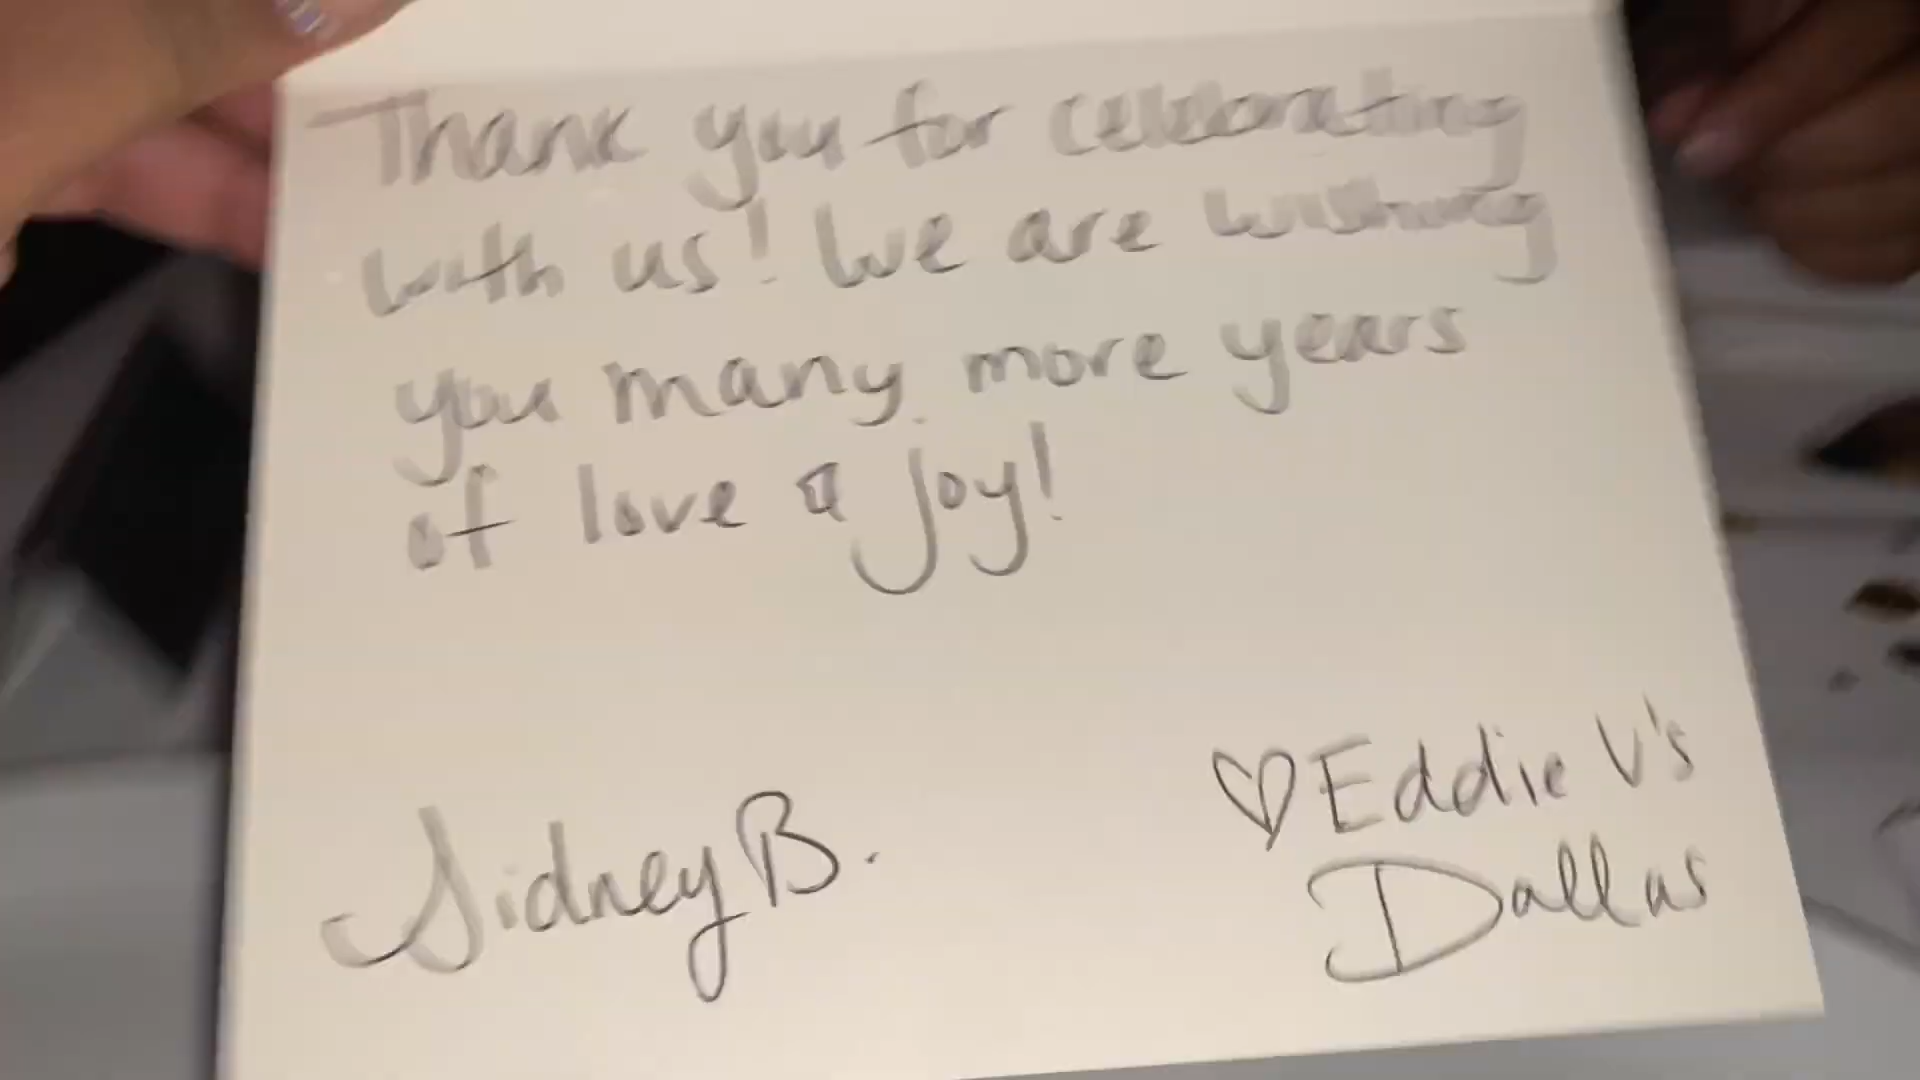 Thank you for celebrating
with us! We are wishing
you many more years
of love & Joy!
Sidney B.
♡ Eddie V's
Dallas